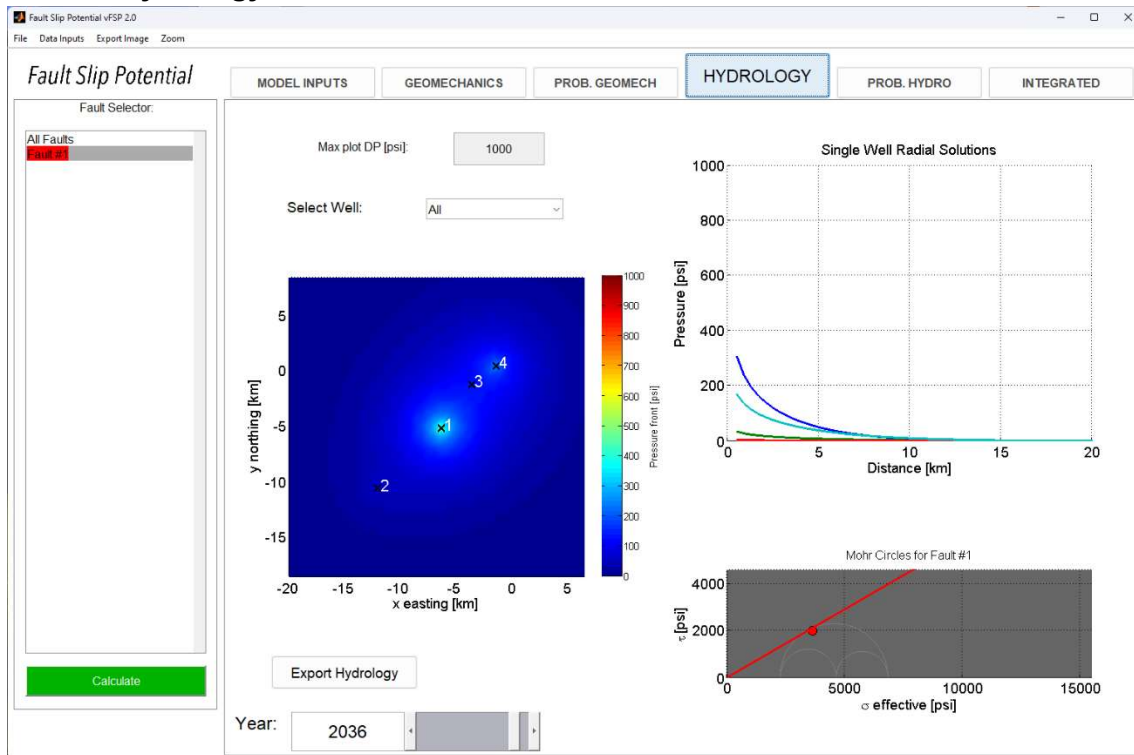 Fault Slip Potential vFSP 2.0
File Data Inputs Export Image Zoom
Fault Slip Potential
MODEL INPUTS GEOMECHANICS PROB. GEOMECH HYDROLOGY PROB. HYDRO INTEGRATED
Fault Selector:
All Faults
Fault #1
Calculate
Max plot DP [psi]: 1000
Select Well: All
5
0
-5
-10
-15
y northing [km]
-20 -15 -10 -5 0 5
x easting [km]
1
2
3
4
1000
900
800
700
600
500
400
300
200
100
0
Pressure front [psi]
Export Hydrology
Year: 2036
Single Well Radial Solutions
1000
800
600
400
200
0
Pressure [psi]
0 5 10 15 20
Distance [km]
Mohr Circles for Fault #1
4000
2000
0
τ [psi]
0 5000 10000 15000
σ effective [psi]